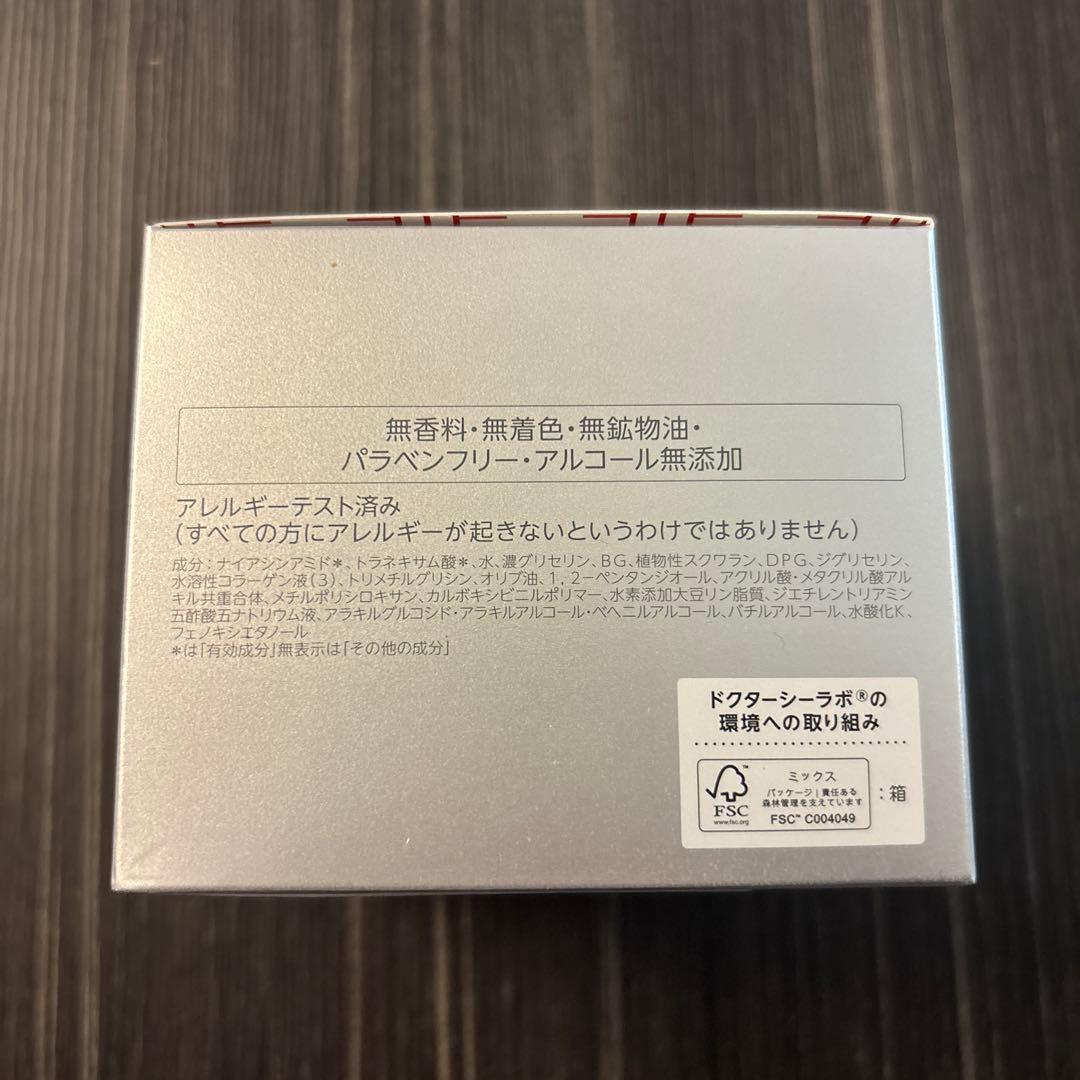 無香料・無着色・無鉱物油・
パラベンフリー・アルコール無添加
アレルギーテスト済み
(すべての方にアレルギーが起きないというわけではありません)
成分：ナイアシンアミド*、トラネキサム酸*、水、濃グリセリン、BG、植物性スクワラン、DPG、ジグリセリン、
水溶性コラーゲン液(3)、トリメチルグリシン、オリブ油、1,2-ペンタンジオール、アクリル酸・メタクリル酸アル
キル共重合体、メチルポリシロキサン、カルボキシビニルポリマー、水素添加大豆リン脂質、ジエチレントリアミン
五酢酸五ナトリウム液、アラキルグルコシド・アラキルアルコール・ベヘニルアルコール、バチルアルコール、水酸化K、
フェノキシエタノール
*は「有効成分」無表示は「その他の成分」
ドクターシーラボ®の
環境への取り組み
FSC™
www.fsc.org
ミックス
パッケージ|責任ある
森林管理を支えています
FSC™ C004049
：箱